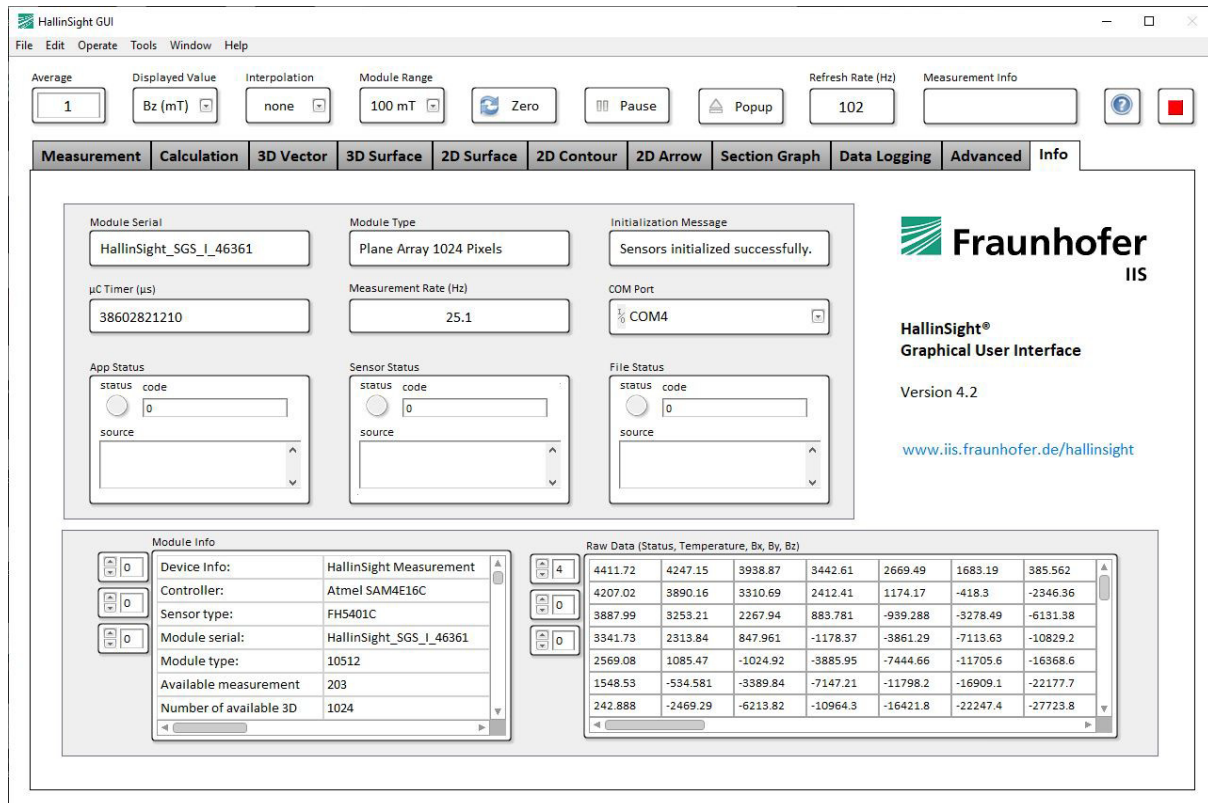 HallinSight GUI
File Edit Operate Tools Window Help
Average Displayed Value Interpolation Module Range Refresh Rate (Hz) Measurement Info
1 Bz (mT) none 100 mT Zero Pause Popup 102
Measurement Calculation 3D Vector 3D Surface 2D Surface 2D Contour 2D Arrow Section Graph Data Logging Advanced Info
Module Serial Module Type Initialization Message
HallinSight_SGS_I_46361 Plane Array 1024 Pixels Sensors initialized successfully.
µC Timer (µs) Measurement Rate (Hz) COM Port
38602821210 25.1 COM4
App Status Sensor Status File Status
status code status code status code
0 0 0
source source source
Fraunhofer
IIS
HallinSight®
Graphical User Interface
Version 4.2
www.iis.fraunhofer.de/hallinsight
Module Info
0 Device Info: HallinSight Measurement
Controller: Atmel SAM4E16C
0 Sensor type: FH5401C
0 Module serial: HallinSight_SGS_I_46361
Module type: 10512
Available measurement 203
Number of available 3D 1024
Raw Data (Status, Temperature, Bx, By, Bz)
4 4411.72 4247.15 3938.87 3442.61 2669.49 1683.19 385.562
4207.02 3890.16 3310.69 2412.41 1174.17 -418.3 -2346.36
0 3887.99 3253.21 2267.94 883.781 -939.288 -3278.49 -6131.38
0 3341.73 2313.84 847.961 -1178.37 -3861.29 -7113.63 -10829.2
2569.08 1085.47 -1024.92 -3885.95 -7444.66 -11705.6 -16368.6
1548.53 -534.581 -3389.84 -7147.21 -11798.2 -16909.1 -22177.7
242.888 -2469.29 -6213.82 -10964.3 -16421.8 -22247.4 -27723.8